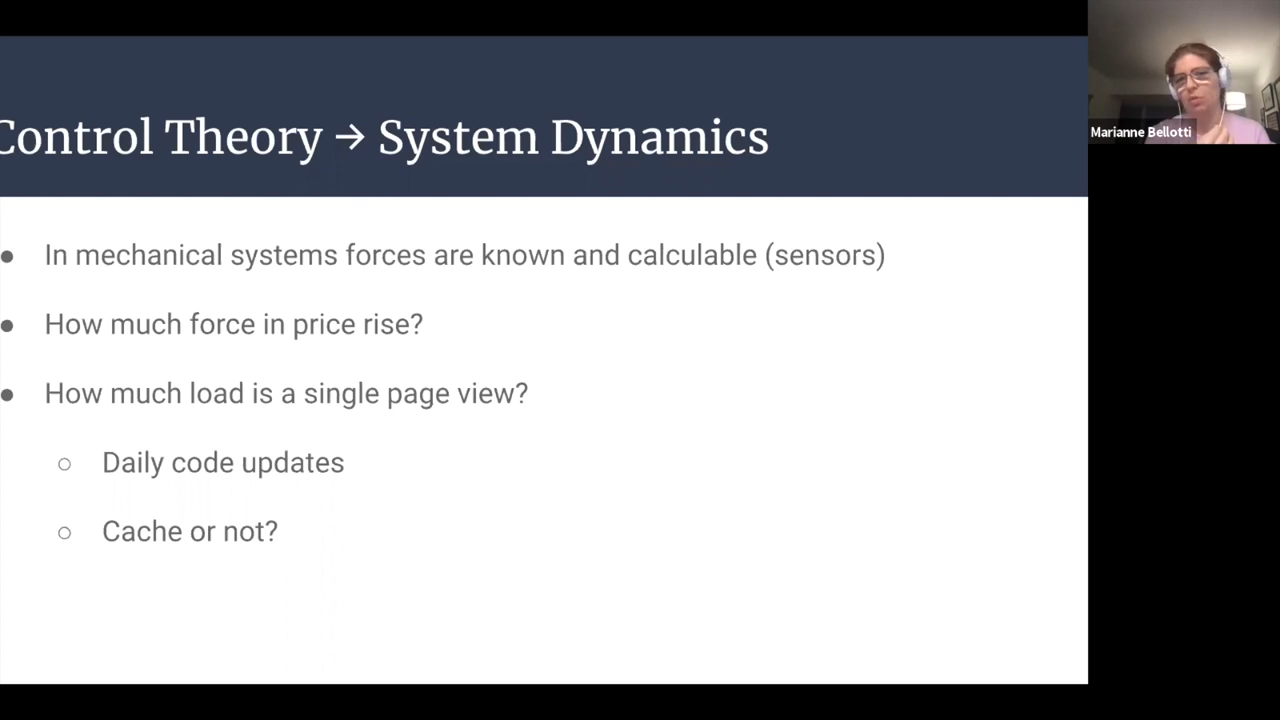 Control Theory → System Dynamics
Marianne Bellotti
● In mechanical systems forces are known and calculable (sensors)
● How much force in price rise?
● How much load is a single page view?
○ Daily code updates
○ Cache or not?